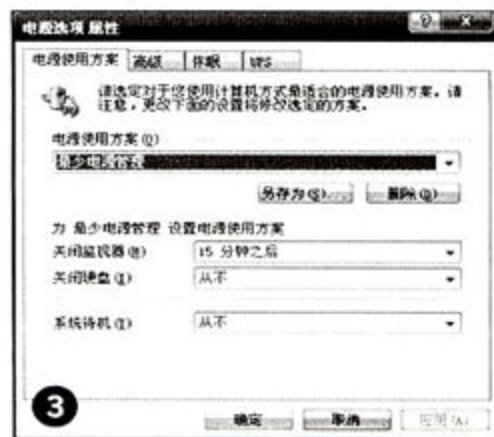 电源选项 属性
电源使用方案 高级 休眠 UPS
请选定对于您使用计算机方式最适合的电源使用方案。请
注意，更改下面的设置将修改选定的方案。
电源使用方案(O)
最少电源管理
另存为(S)... 删除(D)
为 最少电源管理 设置电源使用方案
关闭监视器(M) 15 分钟之后
关闭硬盘(I) 从不
系统待机(T) 从不
3
确定 取消 应用(A)